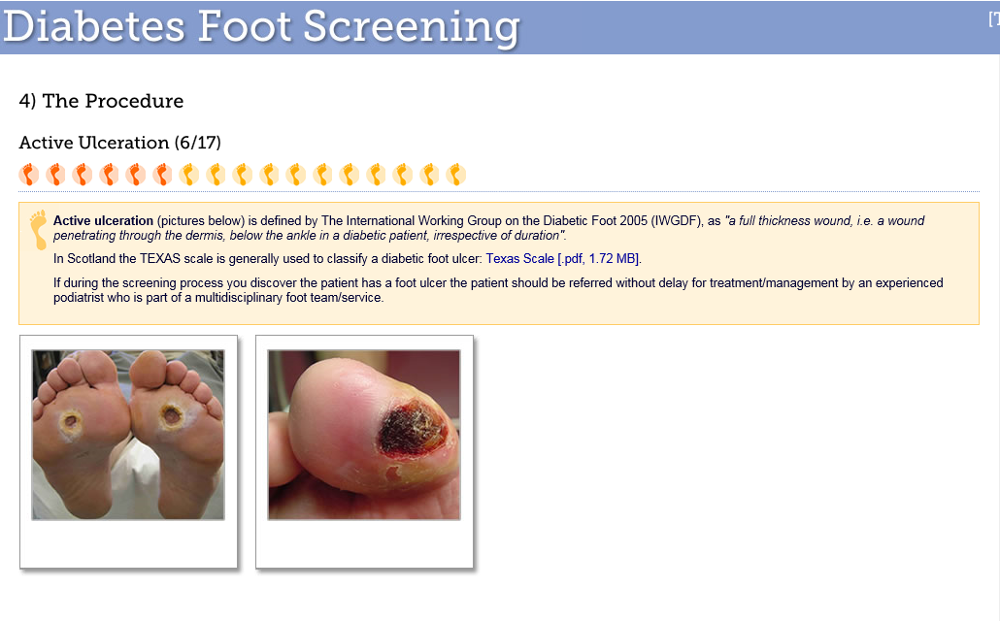 Diabetes Foot Screening
4) The Procedure
Active Ulceration (6/17)
Active ulceration (pictures below) is defined by The International Working Group on the Diabetic Foot 2005 (IWGDF), as "a full thickness wound, i.e. a wound
penetrating through the dermis, below the ankle in a diabetic patient, irrespective of duration".
In Scotland the TEXAS scale is generally used to classify a diabetic foot ulcer: Texas Scale [.pdf, 1.72 MB].
If during the screening process you discover the patient has a foot ulcer the patient should be referred without delay for treatment/management by an experienced
podiatrist who is part of a multidisciplinary foot team/service.